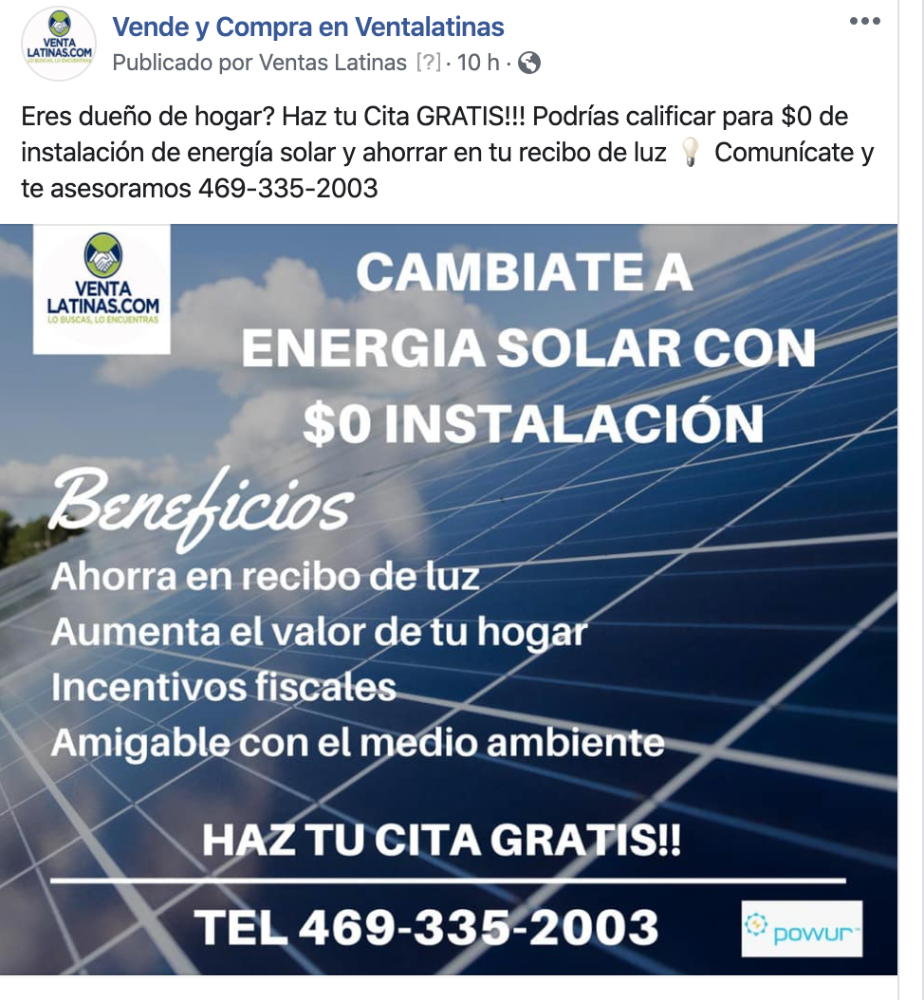 VENTA
LATINAS.COM
LO BUSCAS, LO ENCUENTRAS
Vende y Compra en Ventalatinas
Publicado por Ventas Latinas [?] · 10 h ·
Eres dueño de hogar? Haz tu Cita GRATIS!!! Podrías calificar para $0 de
instalación de energía solar y ahorrar en tu recibo de luz 💡 Comunícate y
te asesoramos 469-335-2003
VENTA
LATINAS.COM
LO BUSCAS, LO ENCUENTRAS
CAMBIATE A
ENERGIA SOLAR CON
$0 INSTALACIÓN
Beneficios
Ahorra en recibo de luz
Aumenta el valor de tu hogar
Incentivos fiscales
Amigable con el medio ambiente
HAZ TU CITA GRATIS!!
TEL 469-335-2003
powur™